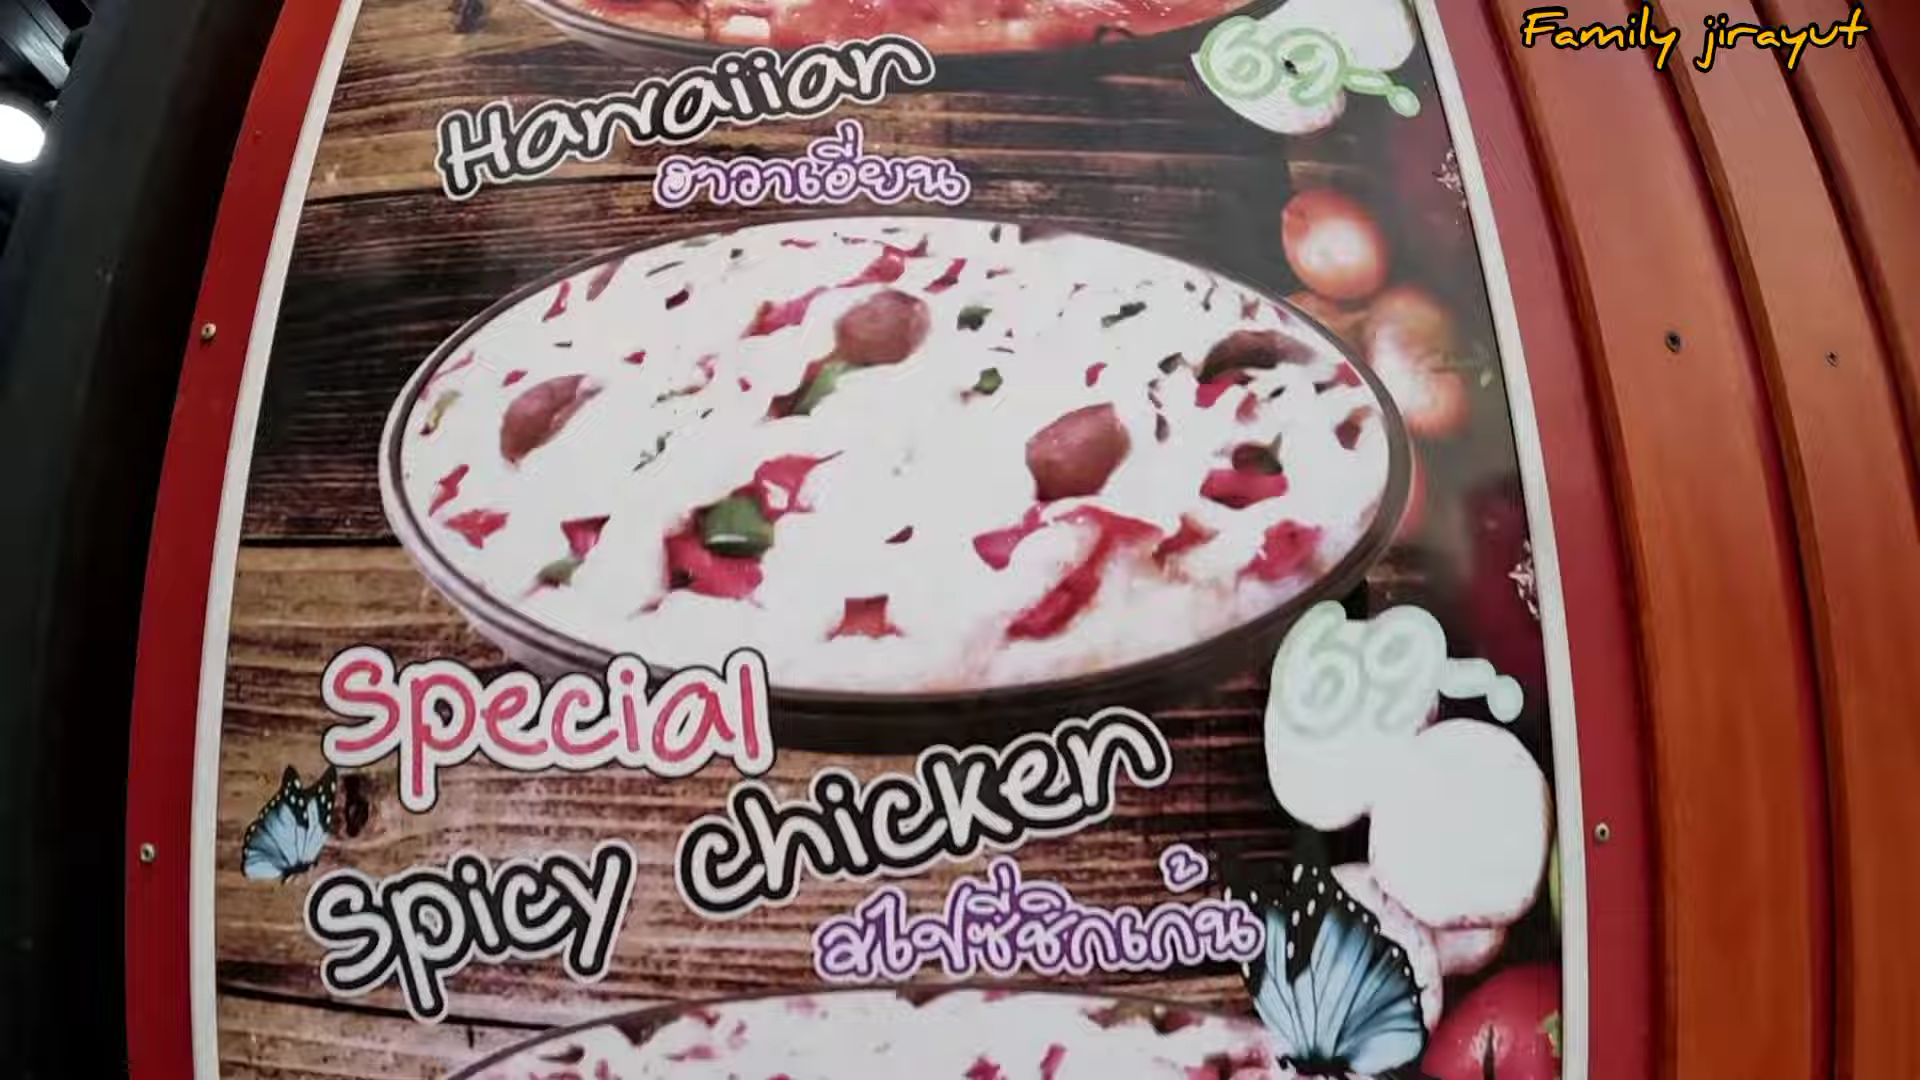 Family jirayut
69.-
Hawaiian
ฮาวาเอี่ยน
69.-
Special
Spicy chicken
สไปซี่ชิกเก้น